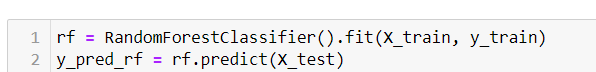 1 rf = RandomForestClassifier().fit(X_train, y_train)
2 y_pred_rf = rf.predict(X_test)